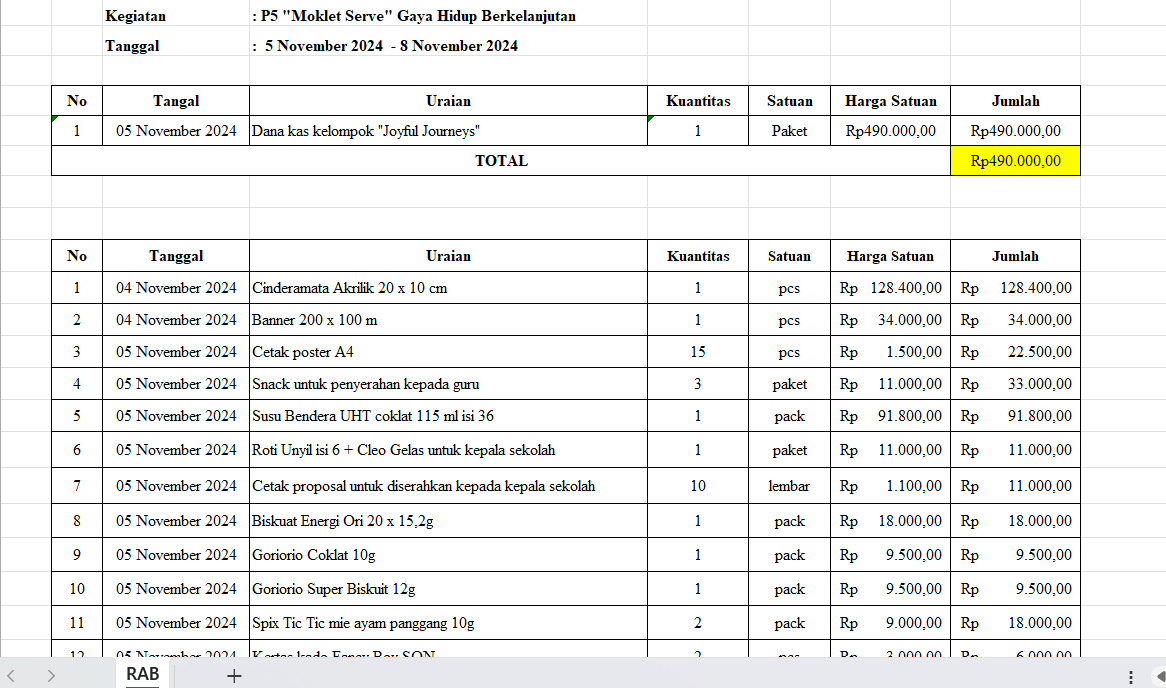 Kegiatan : P5 "Moklet Serve" Gaya Hidup Berkelanjutan
Tanggal : 5 November 2024 - 8 November 2024
No Tangal Uraian Kuantitas Satuan Harga Satuan Jumlah
1 05 November 2024 Dana kas kelompok "Joyful Journeys" 1 Paket Rp490.000,00 Rp490.000,00
TOTAL Rp490.000,00
No Tanggal Uraian Kuantitas Satuan Harga Satuan Jumlah
1 04 November 2024 Cinderamata Akrilik 20 x 10 cm 1 pcs Rp 128.400,00 Rp 128.400,00
2 04 November 2024 Banner 200 x 100 m 1 pcs Rp 34.000,00 Rp 34.000,00
3 05 November 2024 Cetak poster A4 15 pcs Rp 1.500,00 Rp 22.500,00
4 05 November 2024 Snack untuk penyerahan kepada guru 3 paket Rp 11.000,00 Rp 33.000,00
5 05 November 2024 Susu Bendera UHT coklat 115 ml isi 36 1 pack Rp 91.800,00 Rp 91.800,00
6 05 November 2024 Roti Unyil isi 6 + Cleo Gelas untuk kepala sekolah 1 paket Rp 11.000,00 Rp 11.000,00
7 05 November 2024 Cetak proposal untuk diserahkan kepada kepala sekolah 10 lembar Rp 1.100,00 Rp 11.000,00
8 05 November 2024 Biskuat Energi Ori 20 x 15,2g 1 pack Rp 18.000,00 Rp 18.000,00
9 05 November 2024 Goriorio Coklat 10g 1 pack Rp 9.500,00 Rp 9.500,00
10 05 November 2024 Goriorio Super Biskuit 12g 1 pack Rp 9.500,00 Rp 9.500,00
11 05 November 2024 Spix Tic Tic mie ayam panggang 10g 2 pack Rp 9.000,00 Rp 18.000,00
12 05 November 2024 Kertas kado Fancy 2 pcs Rp 3.000,00 Rp 6.000,00
RAB